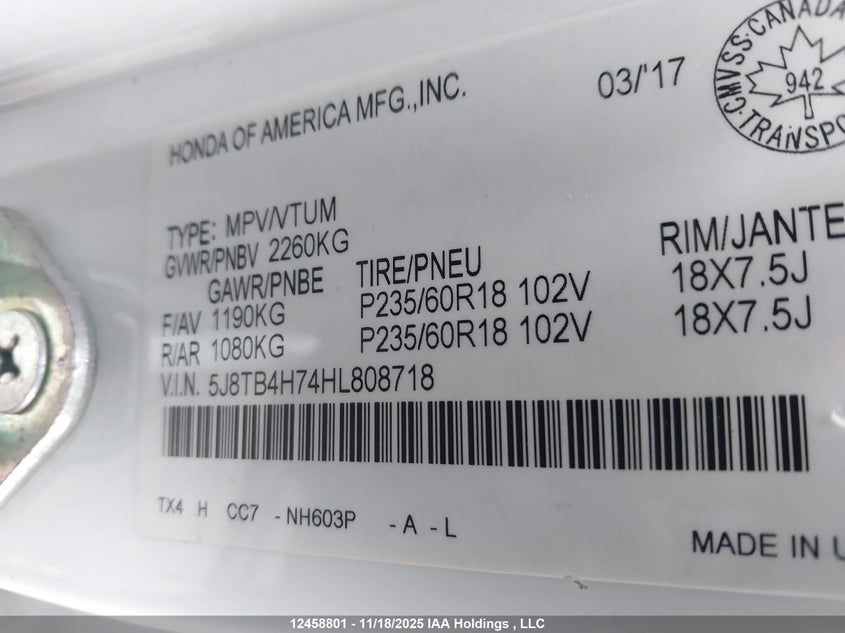 HONDA OF AMERICA MFG.,INC.
03/'17
CMVSS·CANADA
942
TRANSPO
TYPE: MPV/VTUM
GVWR/PNBV 2260KG
GAWR/PNBE TIRE/PNEU RIM/JANTE
F/AV 1190KG P235/60R18 102V 18X7.5J
R/AR 1080KG P235/60R18 102V 18X7.5J
V.I.N. 5J8TB4H74HL808718
TX4 H CC7 -NH603P -A -L
MADE IN U
12458801 - 11/18/2025 IAA Holdings , LLC